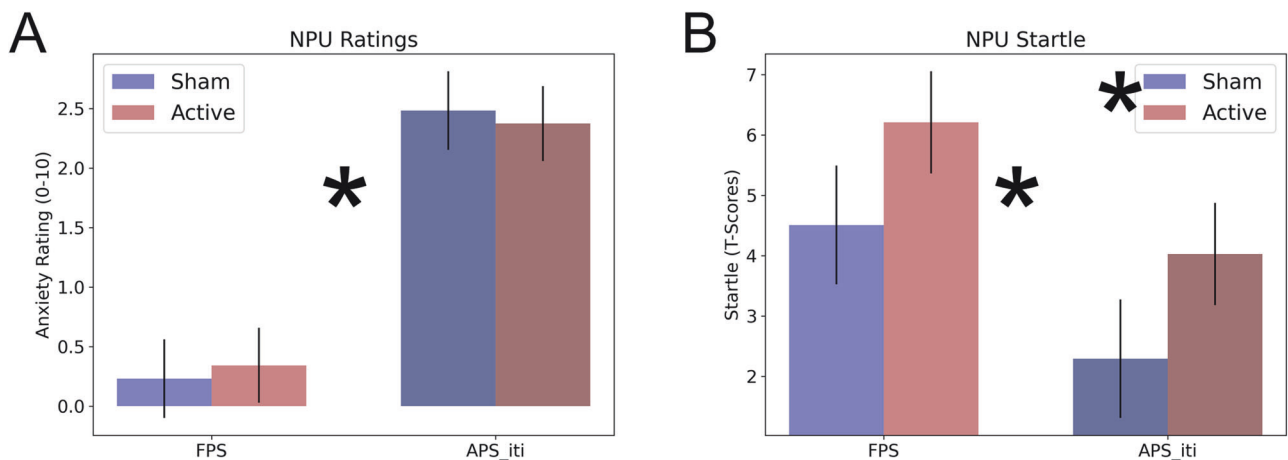 A
NPU Ratings
Sham
Active
*
Anxiety Rating (0-10)
2.5
2.0
1.5
1.0
0.5
0.0
FPS
APS_iti
B
NPU Startle
Sham
Active
*
*
Startle (T-Scores)
7
6
5
4
3
2
FPS
APS_iti